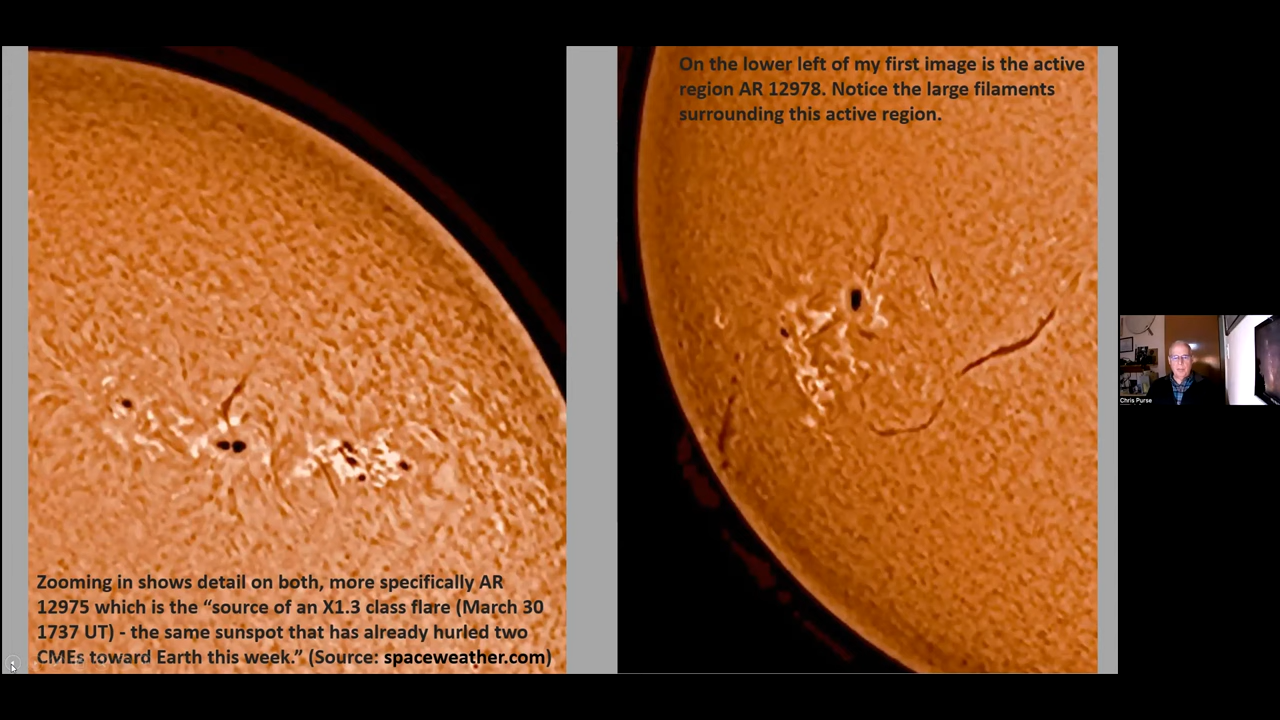 Zooming in shows detail on both, more specifically AR
12975 which is the “source of an X1.3 class flare (March 30
1737 UT) - the same sunspot that has already hurled two
CMEs toward Earth this week.” (Source: spaceweather.com)
On the lower left of my first image is the active
region AR 12978. Notice the large filaments
surrounding this active region.
Chris Purse